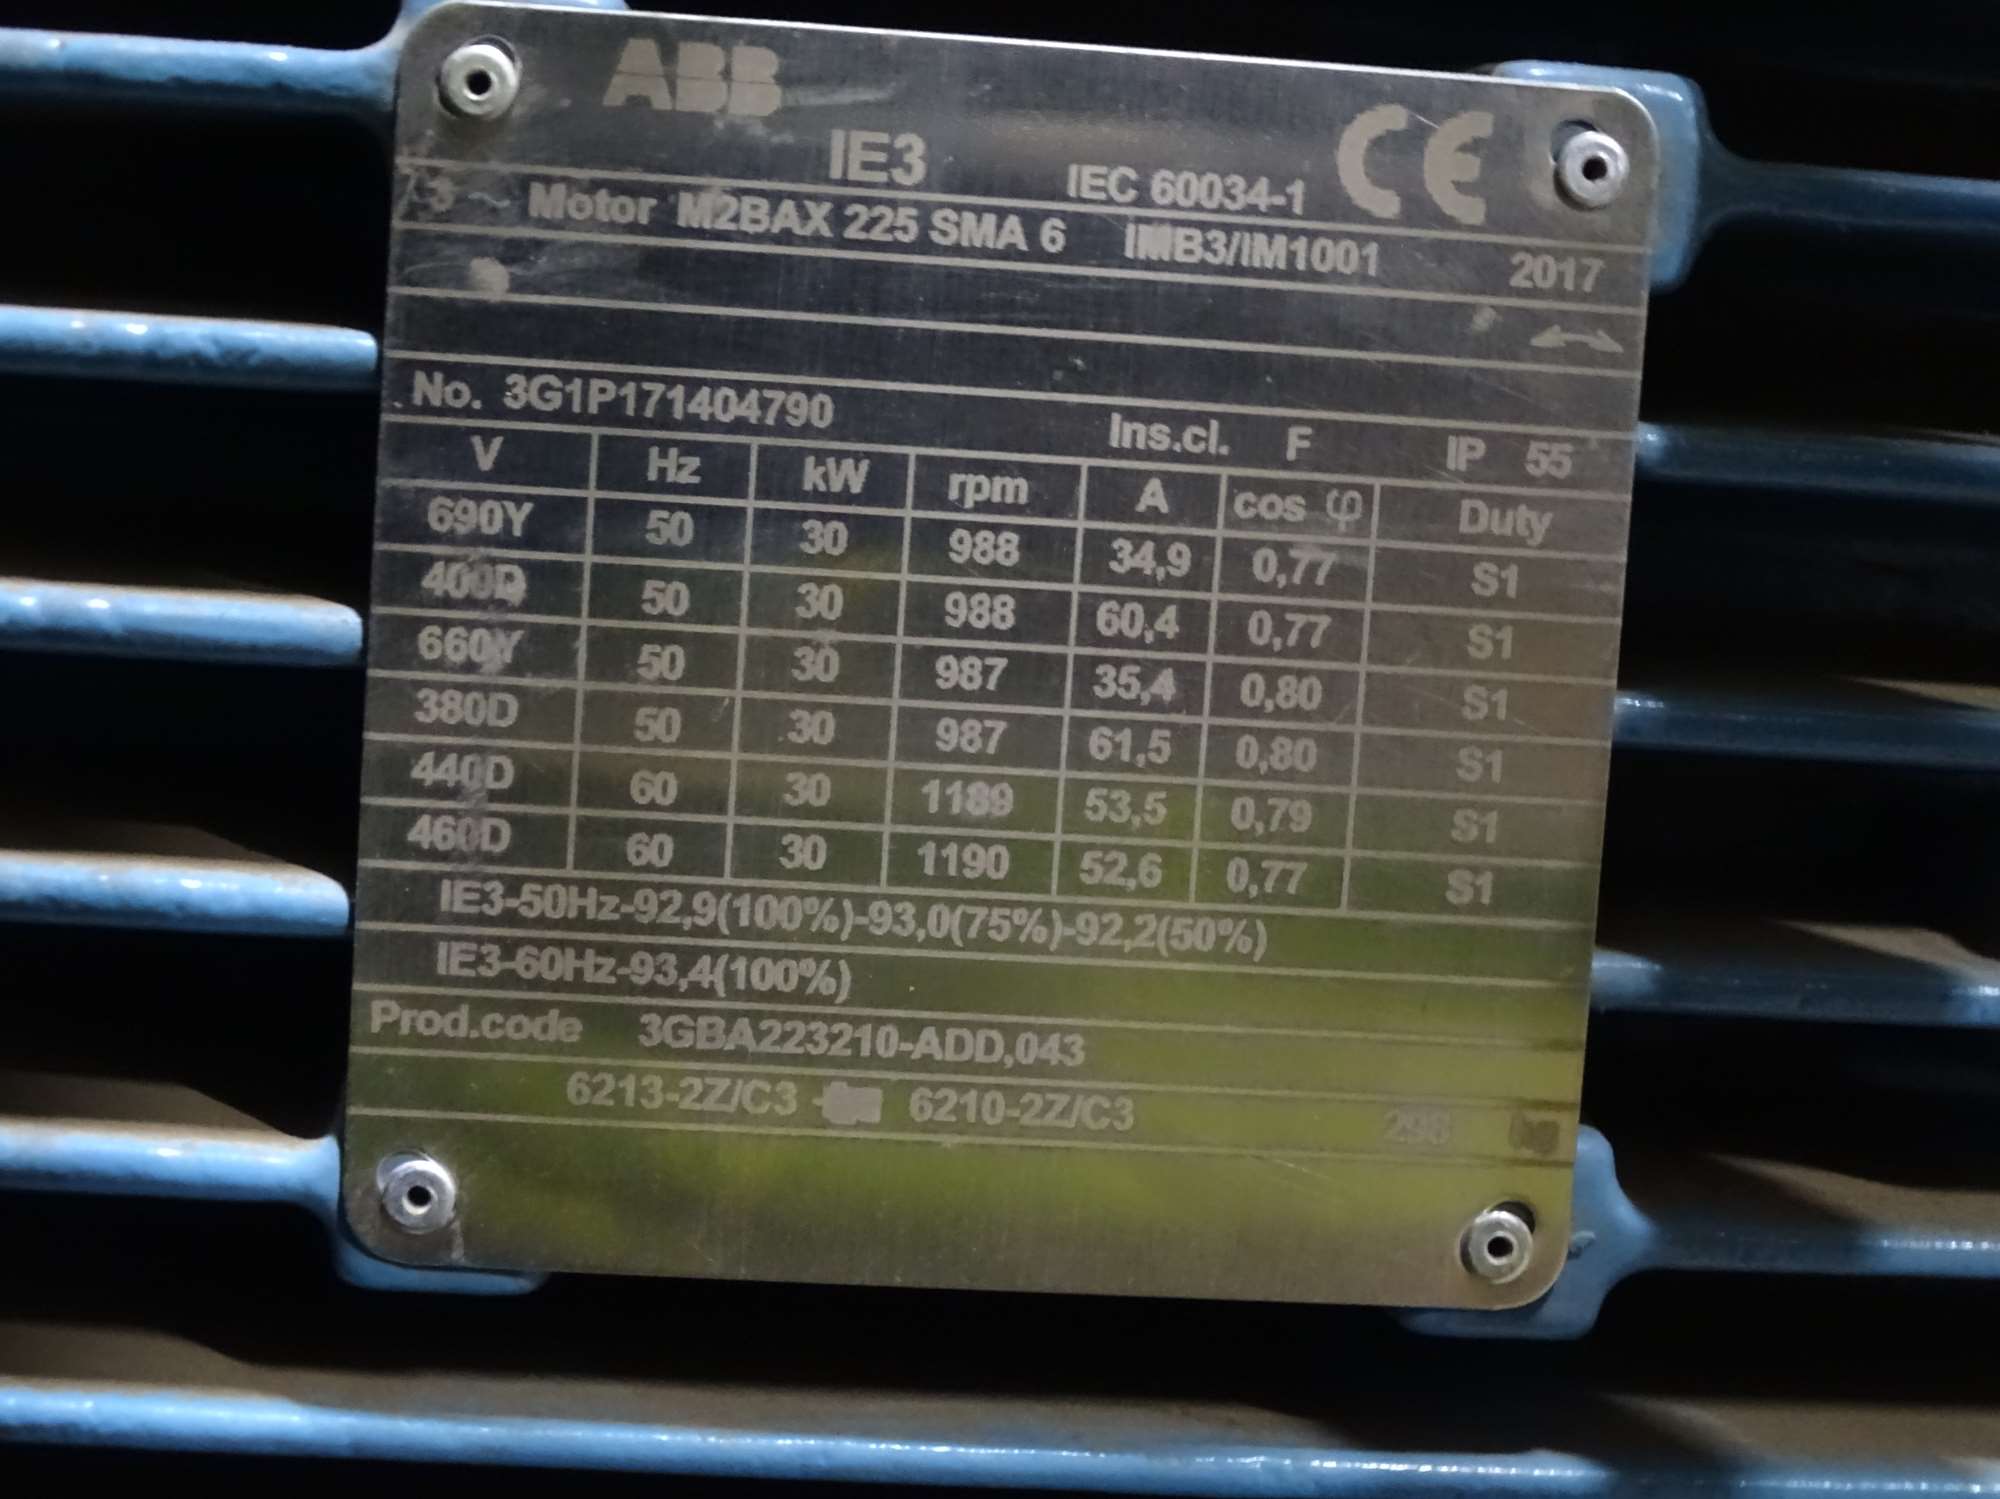 ABB
IE3 IEC 60034-1 CE
3 ~ Motor M2BAX 225 SMA 6 IMB3/IM1001 2017
No. 3G1P171404790 Ins.cl. F IP 55
V Hz kW rpm A cos φ Duty
690Y 50 30 988 34,9 0,77 S1
400D 50 30 988 60,4 0,77 S1
660Y 50 30 987 35,4 0,80 S1
380D 50 30 987 61,5 0,80 S1
440D 60 30 1189 53,5 0,79 S1
460D 60 30 1190 52,6 0,77 S1
IE3-50Hz-92,9(100%)-93,0(75%)-92,2(50%)
IE3-60Hz-93,4(100%)
Prod.code 3GBA223210-ADD,043
6213-2Z/C3 6210-2Z/C3 298